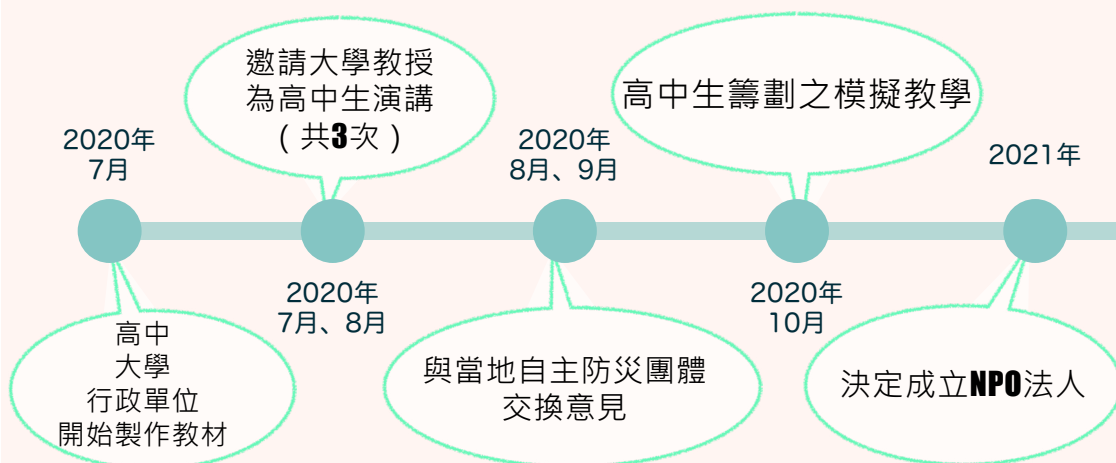 2020年
7月
高中
大學
行政單位
開始製作教材
邀請大學教授
為高中生演講
（共3次）
2020年
7月、8月
2020年
8月、9月
與當地自主防災團體
交換意見
高中生籌劃之模擬教學
2020年
10月
2021年
決定成立NPO法人